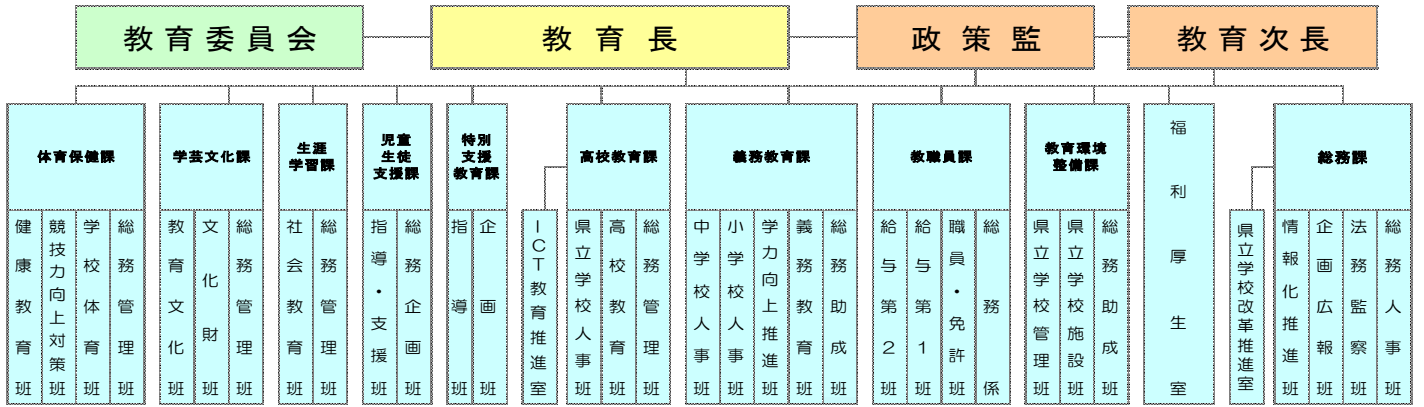 教育委員会
教育長
政策監
教育次長
体育保健課
健康教育班
競技力向上対策班
学校体育班
総務管理班
学芸文化課
教育文化班
文化財班
総務管理班
生涯
学習課
社会教育班
総務管理班
児童
生徒
支援課
指導・支援班
総務企画班
特別
支援
教育課
指導班
企画班
ICT教育推進室
高校教育課
県立学校人事班
高校教育班
総務管理班
義務教育課
中学校人事班
小学校人事班
学力向上推進班
義務教育班
総務助成班
教職員課
給与第2班
給与第1班
職員・免許班
総務係
教育環境
整備課
県立学校管理班
県立学校施設班
総務助成班
福利厚生室
県立学校改革推進室
総務課
情報化推進班
企画広報班
法務監察班
総務人事班